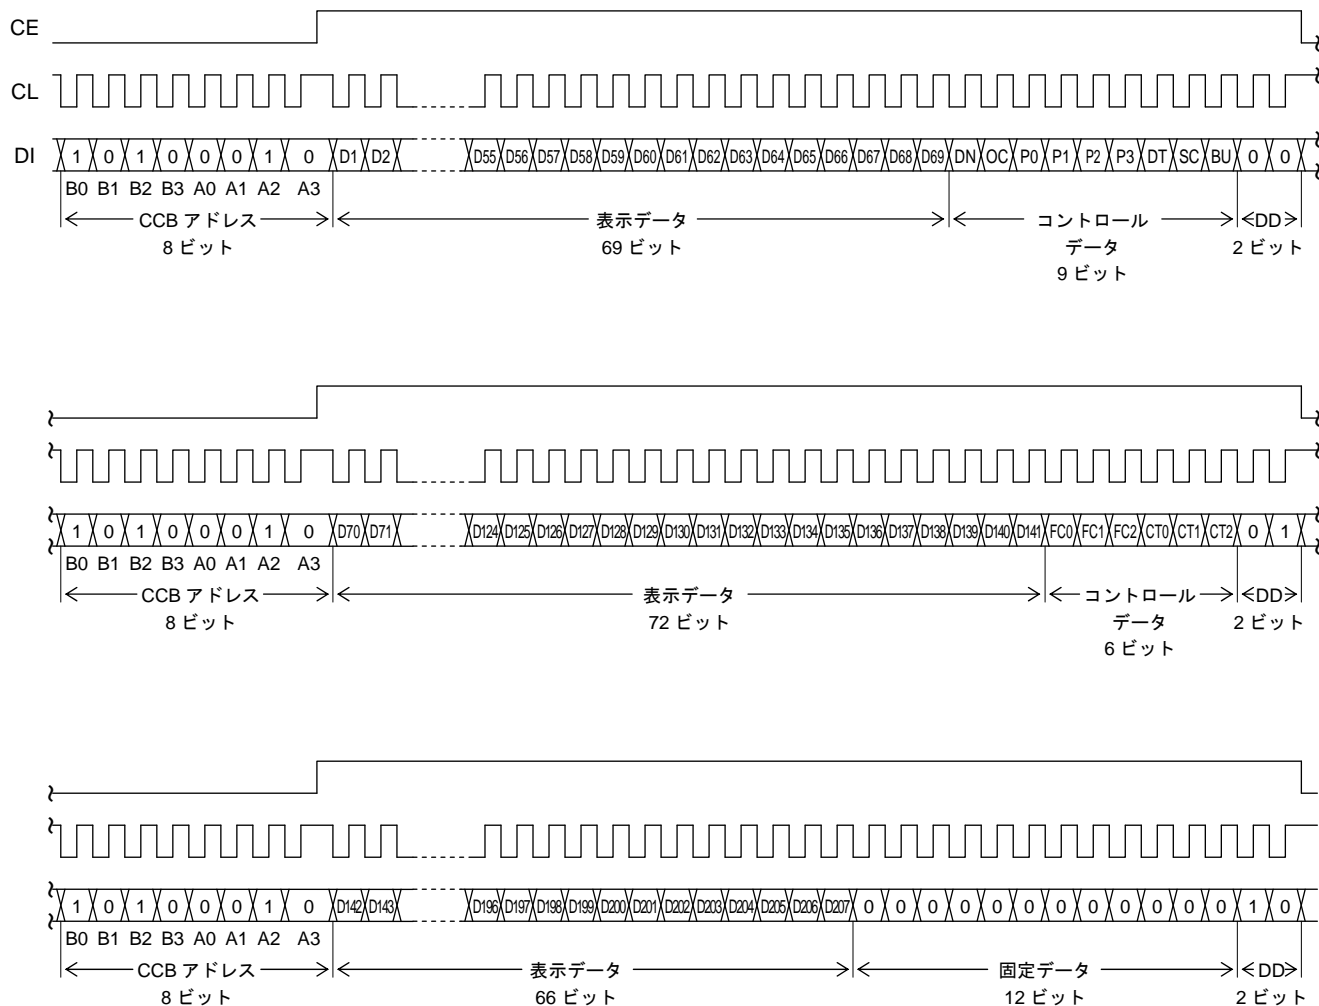 CE
CL
DI 1 0 1 0 0 0 1 0 D1 D2 D55 D56 D57 D58 D59 D60 D61 D62 D63 D64 D65 D66 D67 D68 D69 DN OC P0 P1 P2 P3 DT SC BU 0 0
B0 B1 B2 B3 A0 A1 A2 A3
CCB アドレス 表示データ コントロール DD
8 ビット 69 ビット データ 2 ビット
9 ビット
1 0 1 0 0 0 1 0 D70 D71 D124 D125 D126 D127 D128 D129 D130 D131 D132 D133 D134 D135 D136 D137 D138 D139 D140 D141 FC0 FC1 FC2 CT0 CT1 CT2 0 1
B0 B1 B2 B3 A0 A1 A2 A3
CCB アドレス 表示データ コントロール DD
8 ビット 72 ビット データ 2 ビット
6 ビット
1 0 1 0 0 0 1 0 D142 D143 D196 D197 D198 D199 D200 D201 D202 D203 D204 D205 D206 D207 0 0 0 0 0 0 0 0 0 0 0 0 1 0
B0 B1 B2 B3 A0 A1 A2 A3
CCB アドレス 表示データ 固定データ DD
8 ビット 66 ビット 12 ビット 2 ビット